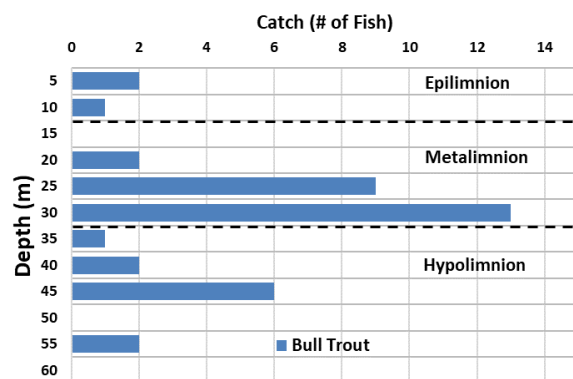 Catch (# of Fish)
0 2 4 6 8 10 12 14
Depth (m)
5
10
15
20
25
30
35
40
45
50
55
60
Epilimnion
Metalimnion
Hypolimnion
Bull Trout